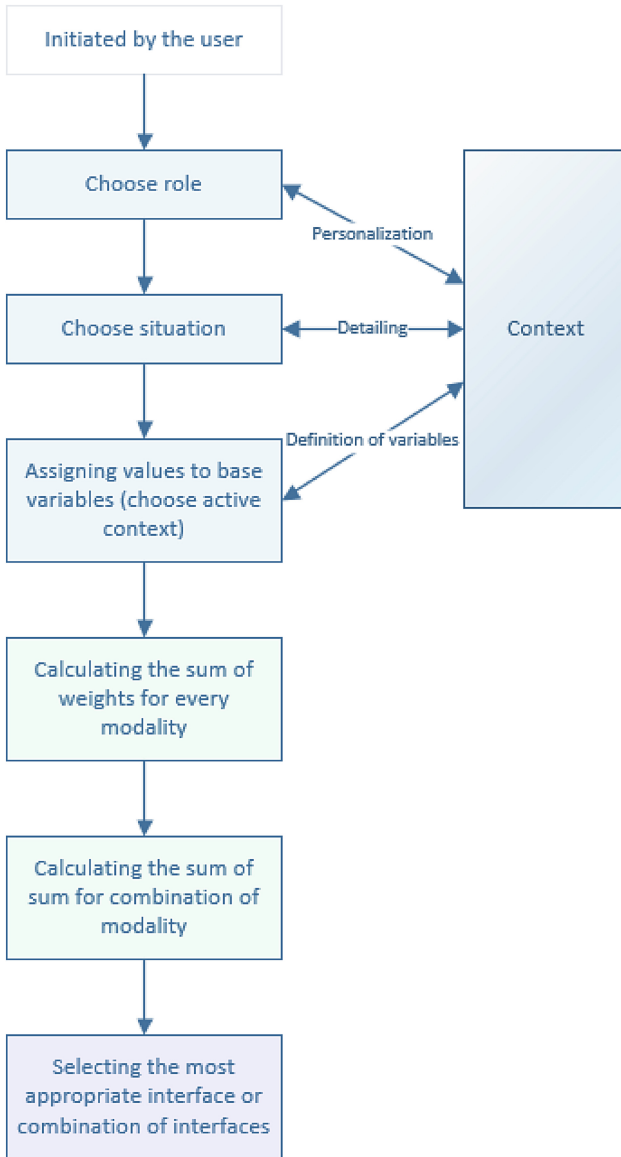 Initiated by the user
Choose role
Personalization
Choose situation
Detailing
Context
Definition of variables
Assigning values to base
variables (choose active
context)
Calculating the sum of
weights for every
modality
Calculating the sum of
sum for combination of
modality
Selecting the most
appropriate interface or
combination of interfaces